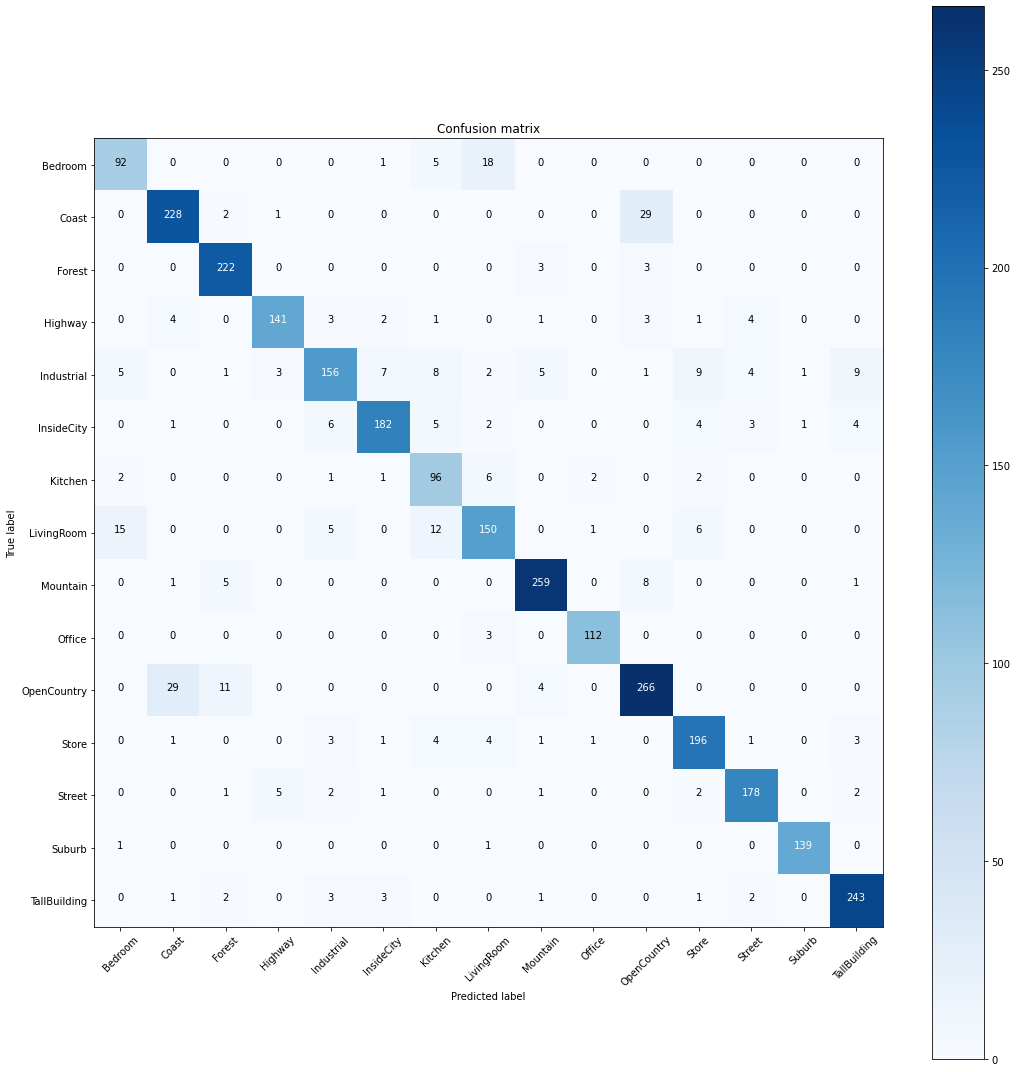 Confusion matrix
Bedroom 92 0 0 0 0 1 5 18 0 0 0 0 0 0 0
Coast 0 228 2 1 0 0 0 0 0 0 29 0 0 0 0
Forest 0 0 222 0 0 0 0 0 3 0 3 0 0 0 0
Highway 0 4 0 141 3 2 1 0 1 0 3 1 4 0 0
Industrial 5 0 1 3 156 7 8 2 5 0 1 9 4 1 9
InsideCity 0 1 0 0 6 182 5 2 0 0 0 4 3 1 4
Kitchen 2 0 0 0 1 1 96 6 0 2 0 2 0 0 0
LivingRoom 15 0 0 0 5 0 12 150 0 1 0 6 0 0 0
Mountain 0 1 5 0 0 0 0 0 259 0 8 0 0 0 1
Office 0 0 0 0 0 0 0 3 0 112 0 0 0 0 0
OpenCountry 0 29 11 0 0 0 0 0 4 0 266 0 0 0 0
Store 0 1 0 0 3 1 4 4 1 1 0 196 1 0 3
Street 0 0 1 5 2 1 0 0 1 0 0 2 178 0 2
Suburb 1 0 0 0 0 0 0 1 0 0 0 0 0 139 0
TallBuilding 0 1 2 0 3 3 0 0 1 0 0 1 2 0 243
Bedroom Coast Forest Highway Industrial InsideCity Kitchen LivingRoom Mountain Office OpenCountry Store Street Suburb TallBuilding
Predicted label
True label
250
200
150
100
50
0